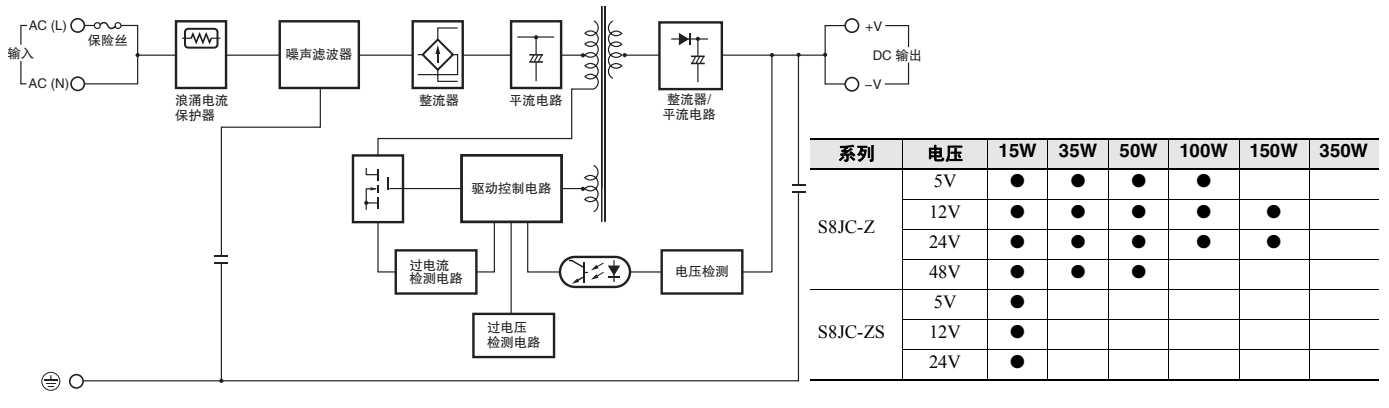 AC (L)
保险丝
输入
AC (N)
浪涌电流
保护器
噪声滤波器
整流器
平流电路
整流器/
平流电路
+V
DC 输出
–V
驱动控制电路
过电流
检测电路
电压检测
过电压
检测电路
系列 电压 15W 35W 50W 100W 150W 350W
S8JC-Z
5V ● ● ● ●
12V ● ● ● ● ●
24V ● ● ● ● ●
48V ● ● ●
S8JC-ZS
5V ●
12V ●
24V ●